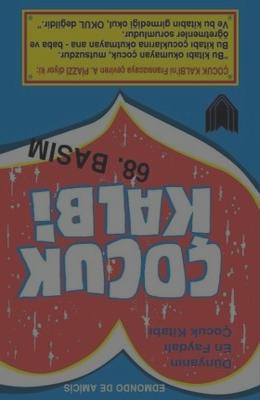 EDMONDO DE AMİCİS
Dünyanın
En Faydalı
Çocuk Kitabı
ÇOCUK
KALBİ
68. BASIM
ÇOCUK KALBİ'ni Fransızcaya çeviren A. PIAZZI diyor ki:
"Bu kitabı okumayan çocuk, mutsuzdur.
Bu kitabı çocuklarına okutmayan ana - baba ve
öğretmenler sorumludur.
Ve bu kitabın girmediği okul, OKUL değildir."